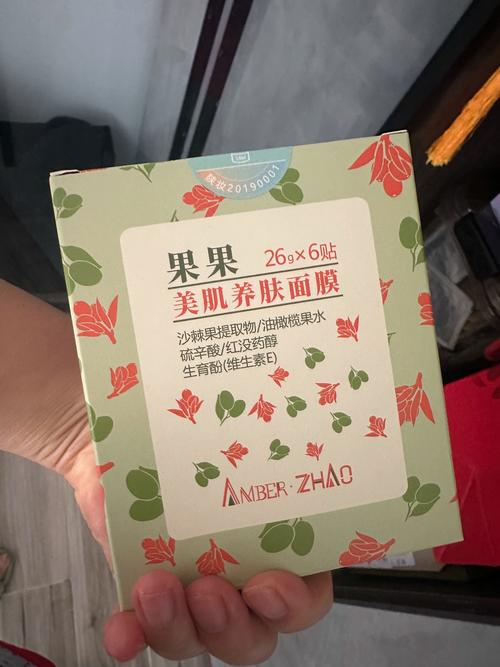 陕妆20190001
果果
26g×6贴
美肌养肤面膜
沙棘果提取物/油橄榄果水
硫辛酸/红没药醇
生育酚(维生素E)
AMBER·ZHAO